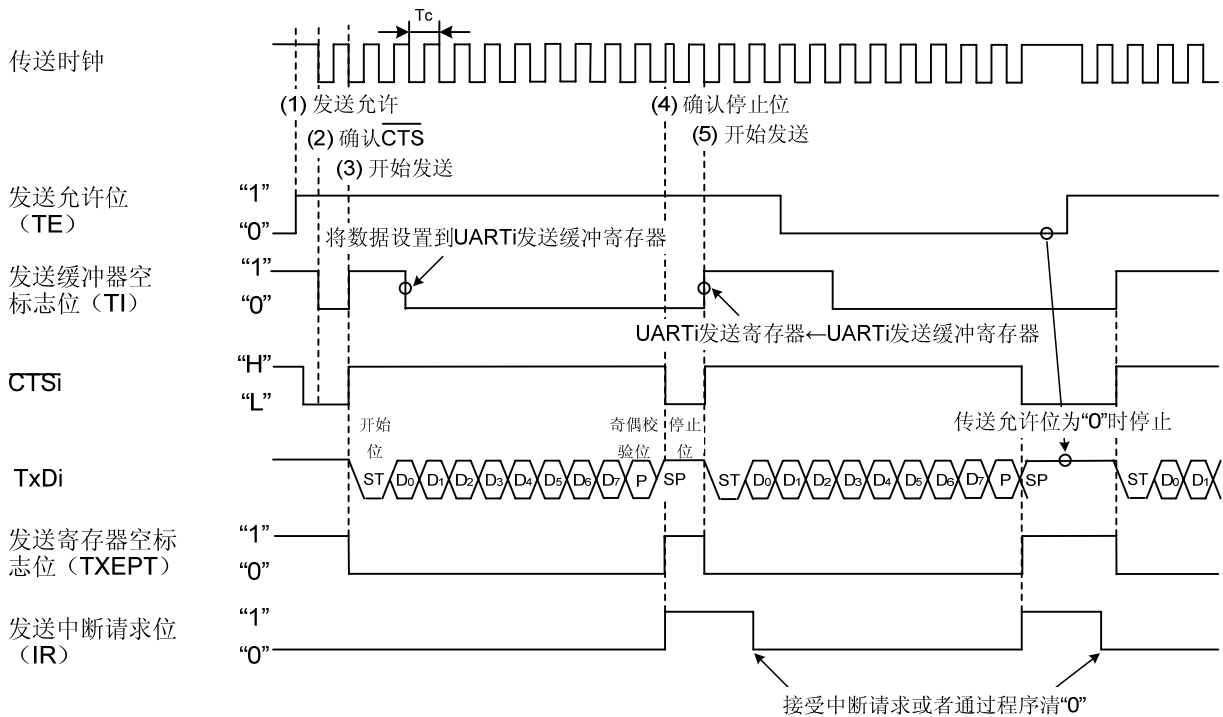 Tc
传送时钟
(1) 发送允许
(4) 确认停止位
(2) 确认CTS
(5) 开始发送
(3) 开始发送
发送允许位
（TE）
“1”
“0”
将数据设置到UARTi发送缓冲寄存器
发送缓冲器空
标志位（TI）
“1”
“0”
UARTi发送寄存器←UARTi发送缓冲寄存器
CTSi
“H”
“L”
传送允许位为“0”时停止
开始
位
奇偶校
验位
停止
位
TxDi
ST D0 D1 D2 D3 D4 D5 D6 D7 P SP ST D0 D1 D2 D3 D4 D5 D6 D7 P SP ST D0 D1
发送寄存器空标
志位（TXEPT）
“1”
“0”
发送中断请求位
（IR）
“1”
“0”
接受中断请求或者通过程序清“0”